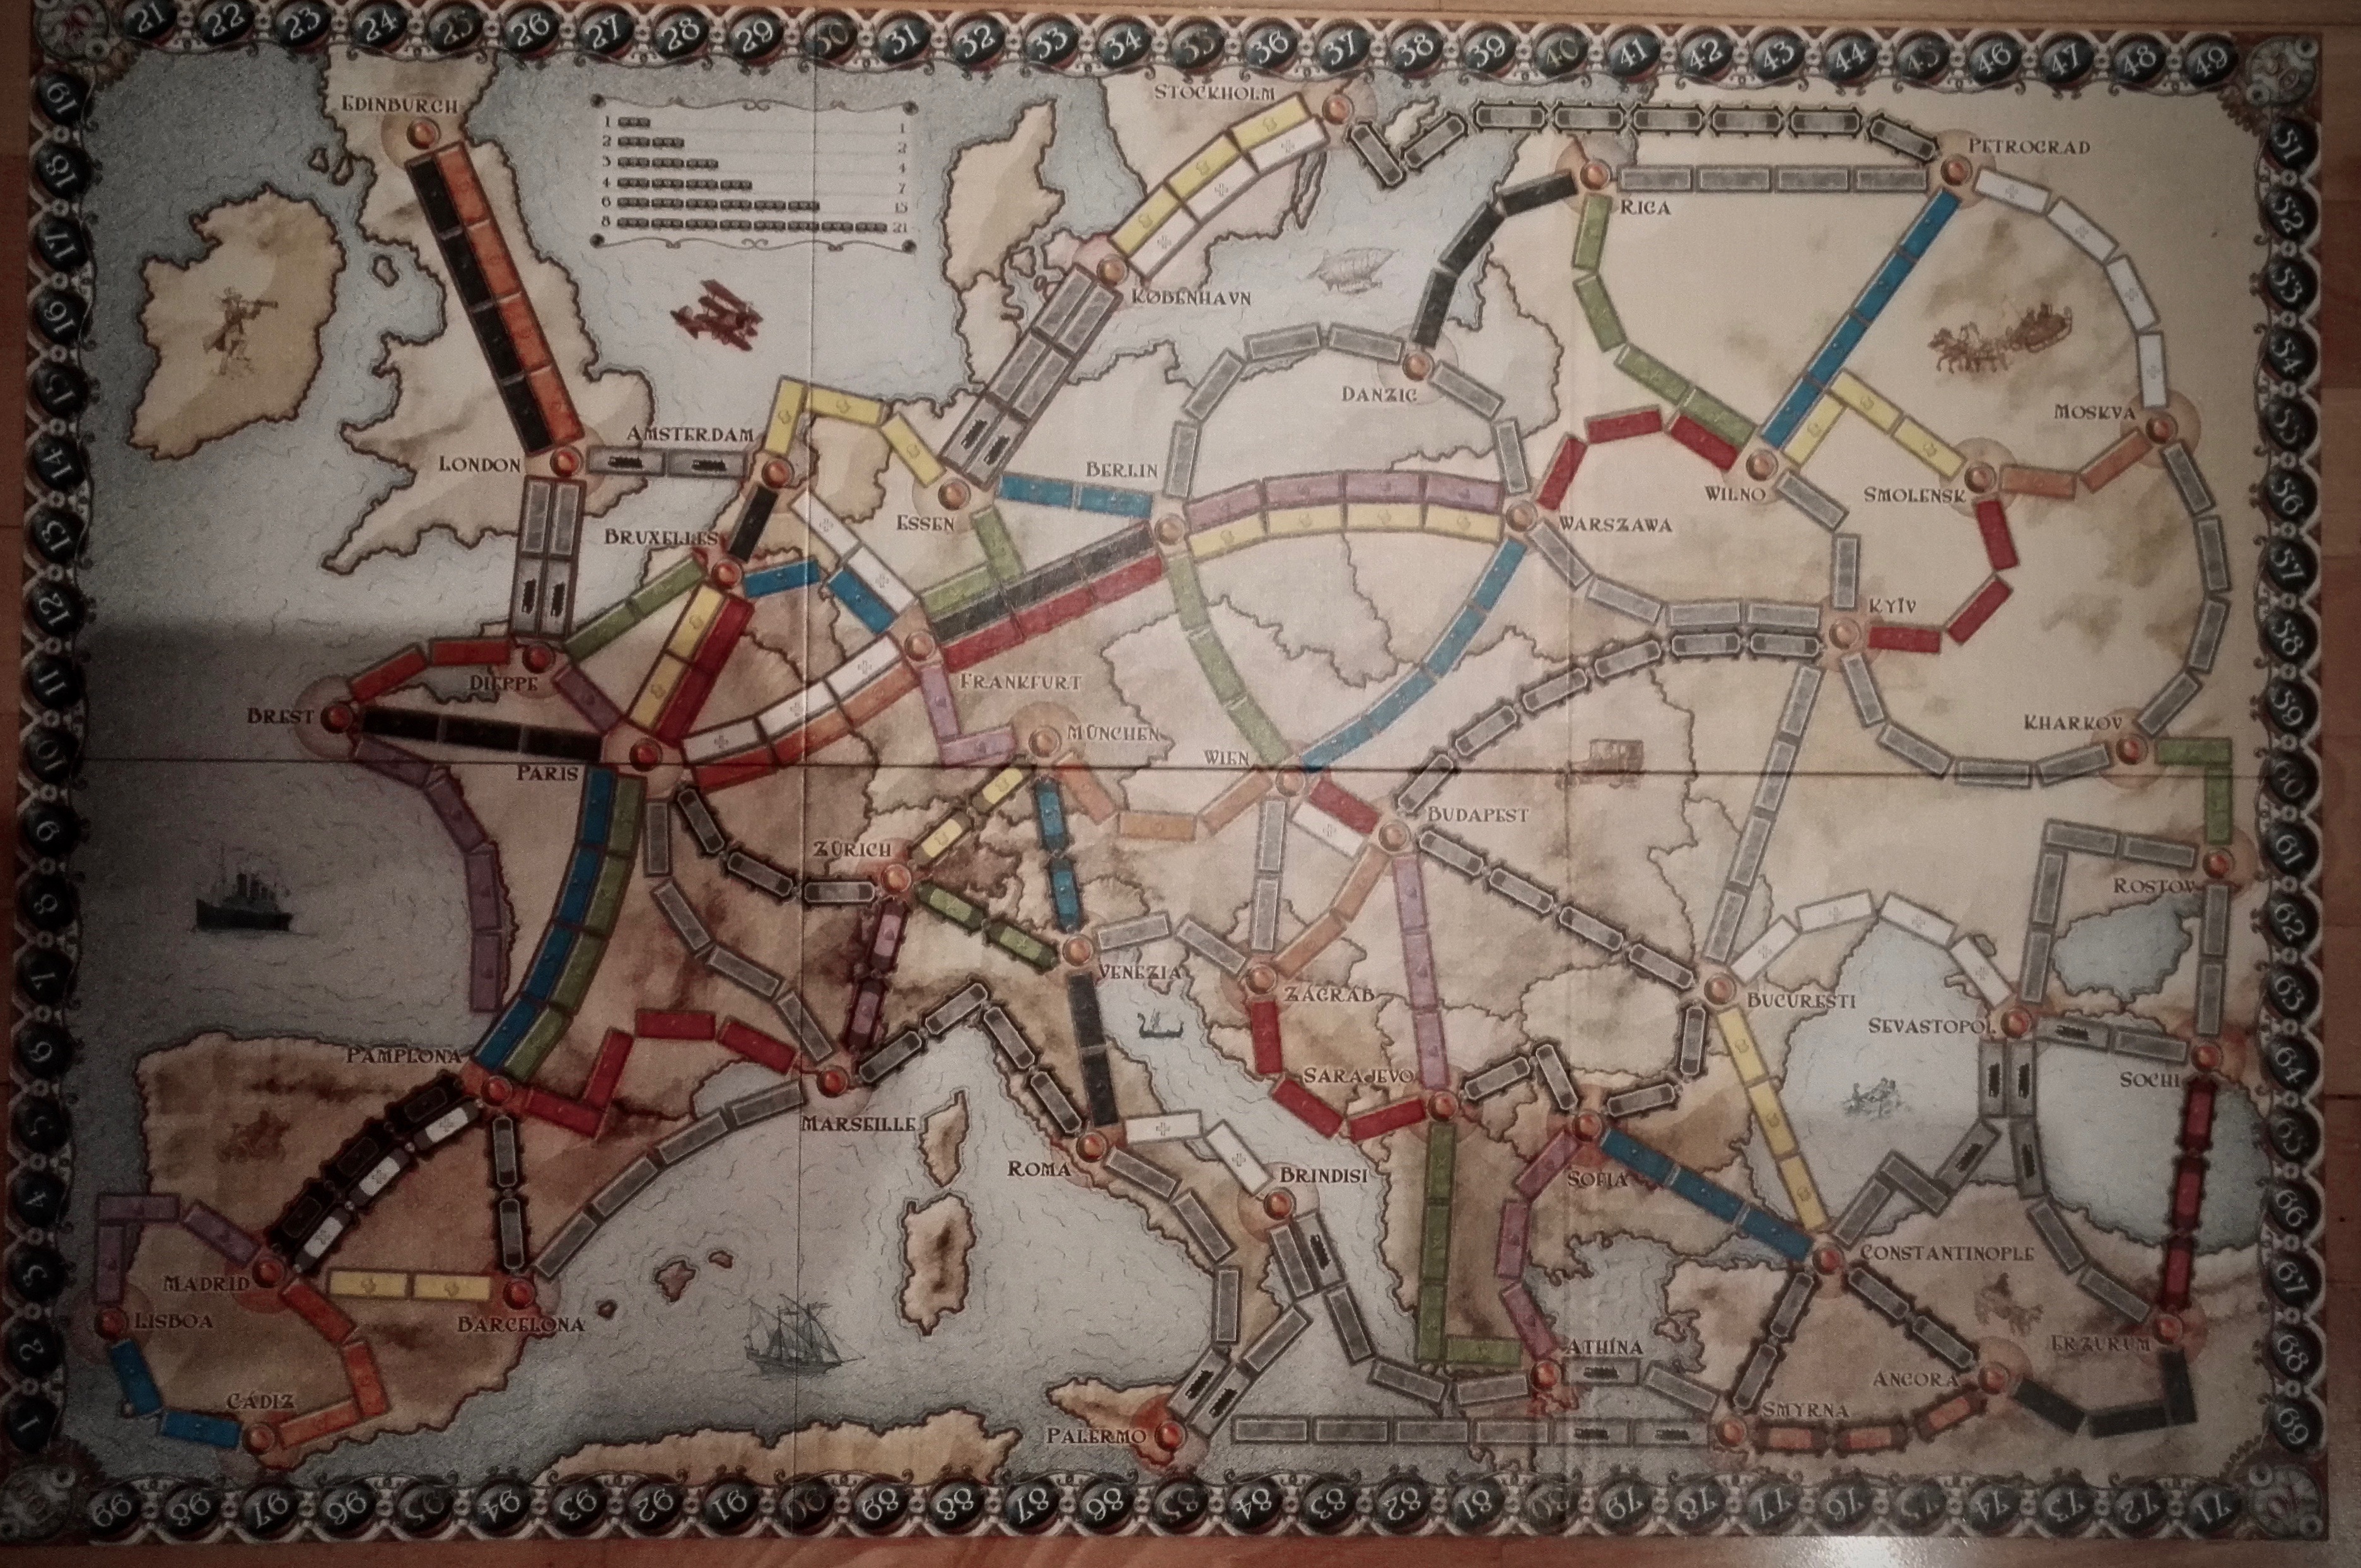 21 22 23 24 25 26 27 28 29 30 31 32 33 34 35 36 37 38 39 40 41 42 43 44 45 46 47 48 49
EDINBURCH
STOCKHOLM
PETROGRAD
RIGA
1 1
2 2
3 4
4 7
6 15
8 21
KØBENHAVN
DANZIG
MOSKVA
AMSTERDAM
LONDON
BERLIN
ESSEN
WILNO
SMOLENSK
WARSZAWA
BRUXELLES
KYÏV
DIEPPE
FRANKFURT
BREST
MÜNCHEN
KHARKOV
PARIS
WIEN
BUDAPEST
ZÜRICH
ROSTOV
VENEZIA
ZÁGRÁB
BUCURESTI
SEVASTOPOL
PAMPLONA
SARAJEVO
SOCHI
MARSEILLE
ROMA
BRINDISI
SOFIA
CONSTANTINOPLE
MADRID
LISBOA
BARCELONA
ATHÍNA
ERZURUM
ANGORA
CÁDIZ
SMYRNA
PALERMO
19
18
17
16
15
14
13
12
11
10
9
8
7
6
5
4
3
2
1
51
52
53
54
55
56
57
58
59
60
61
62
63
64
65
66
67
68
69
99 98 97 96 95 94 93 92 91 90 89 88 87 86 85 84 83 82 81 80 79 78 77 76 75 74 73 72 71